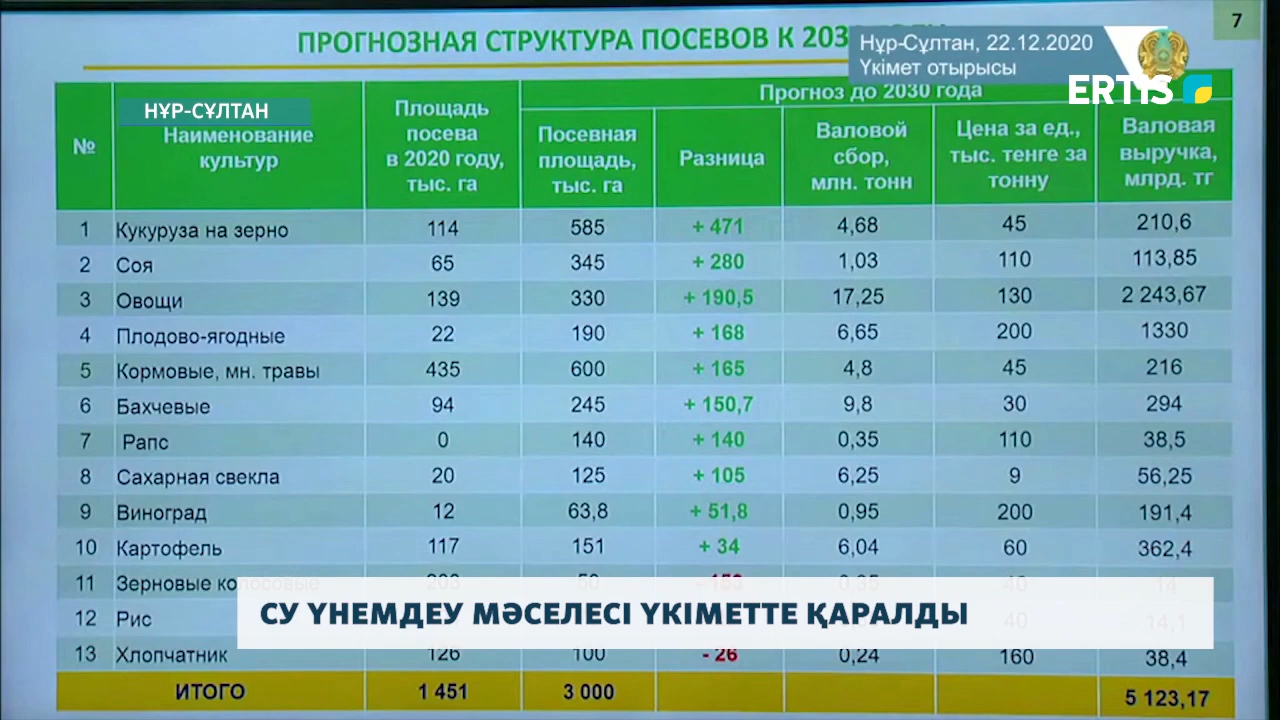 7
ПРОГНОЗНАЯ СТРУКТУРА ПОСЕВОВ К
Нұр-Сұлтан, 22.12.2020
Үкімет отырысы
ERTIS
НҰР-СҰЛТАН
№ Наименование культур Площадь посева в 2020 году, тыс. га Прогноз до 2030 года
Посевная площадь, тыс. га Разница Валовой сбор, млн. тонн Цена за ед., тыс. тенге за тонну Валовая выручка, млрд. тг
1 Кукуруза на зерно 114 585 + 471 4,68 45 210,6
2 Соя 65 345 + 280 1,03 110 113,85
3 Овощи 139 330 + 190,5 17,25 130 2 243,67
4 Плодово-ягодные 22 190 + 168 6,65 200 1330
5 Кормовые, мн. травы 435 600 + 165 4,8 45 216
6 Бахчевые 94 245 + 150,7 9,8 30 294
7 Рапс 0 140 + 140 0,35 110 38,5
8 Сахарная свекла 20 125 + 105 6,25 9 56,25
9 Виноград 12 63,8 + 51,8 0,95 200 191,4
10 Картофель 117 151 + 34 6,04 60 362,4
11 Зерновые колосовые
12 Рис
СУ ҮНЕМДЕУ МӘСЕЛЕСІ ҮКІМЕТТЕ ҚАРАЛДЫ
13 Хлопчатник 126 100 - 26 0,24 160 38,4
ИТОГО 1 451 3 000 5 123,17